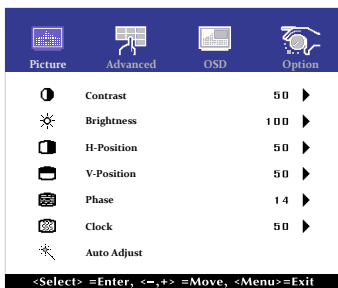 Picture Advanced OSD Option
Contrast 50
Brightness 100
H-Position 50
V-Position 50
Phase 14
Clock 50
Auto Adjust
<Select> =Enter, <−,+> =Move, <Menu>=Exit